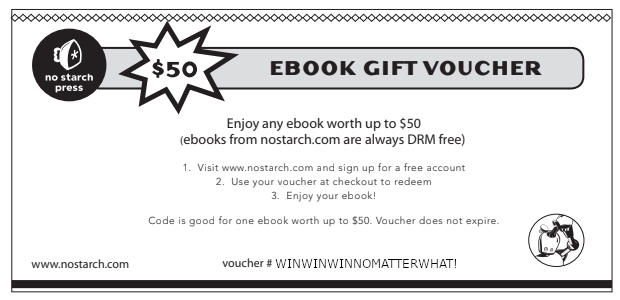 no starch
press
$50
EBOOK GIFT VOUCHER
Enjoy any ebook worth up to $50
(ebooks from nostarch.com are always DRM free)
1. Visit www.nostarch.com and sign up for a free account
2. Use your voucher at checkout to redeem
3. Enjoy your ebook!
Code is good for one ebook worth up to $50. Voucher does not expire.
www.nostarch.com
voucher # WINWINWINNOMATTERWHAT!